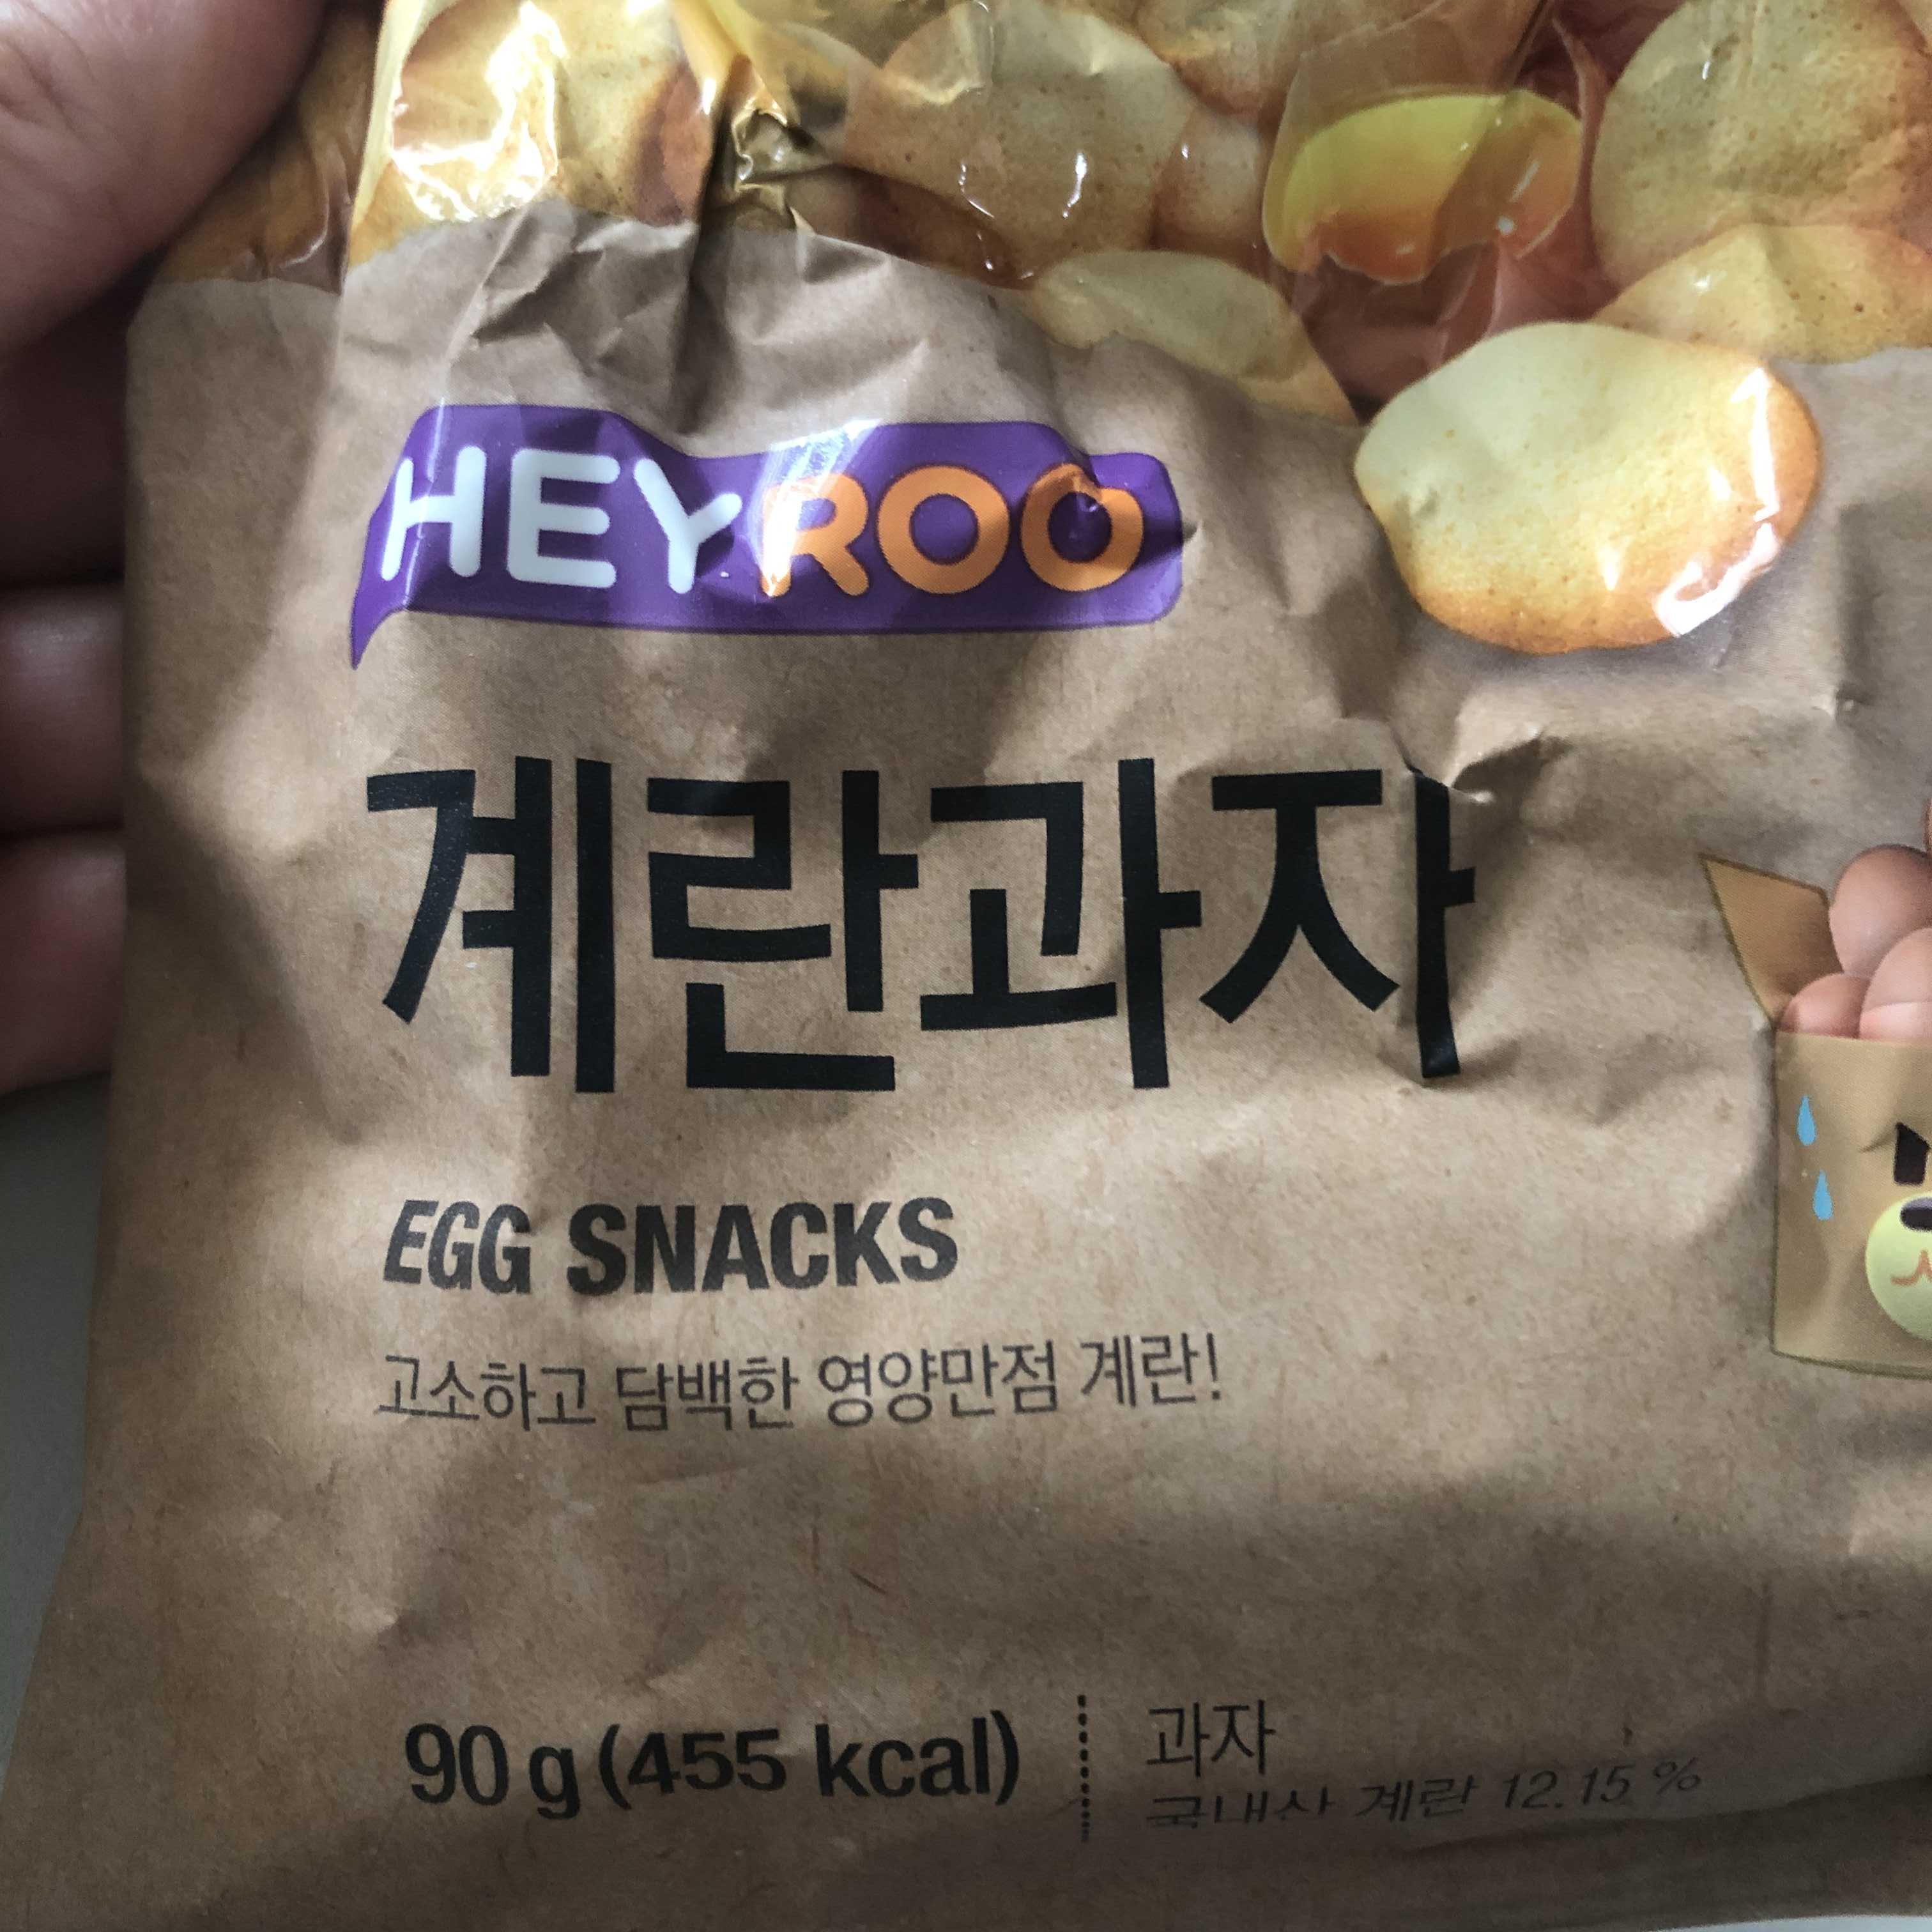 HEYROO
계란과자
EGG SNACKS
고소하고 담백한 영양만점 계란!
90 g (455 kcal)
과자
국내산 계란 12.15 %